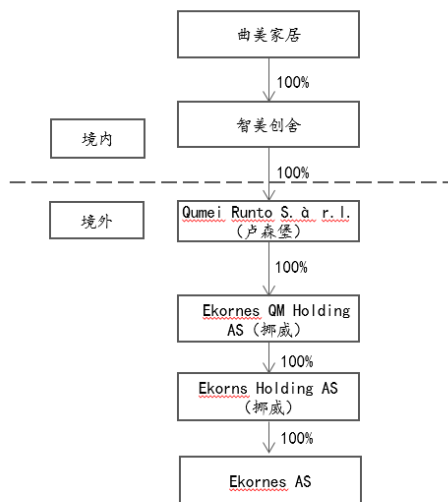 曲美家居
100%
智美创舍
境内
100%
境外
Qumei Runto S.à r.l.
(卢森堡)
100%
Ekornes QM Holding
AS (挪威)
100%
Ekorns Holding AS
(挪威)
100%
Ekornes AS